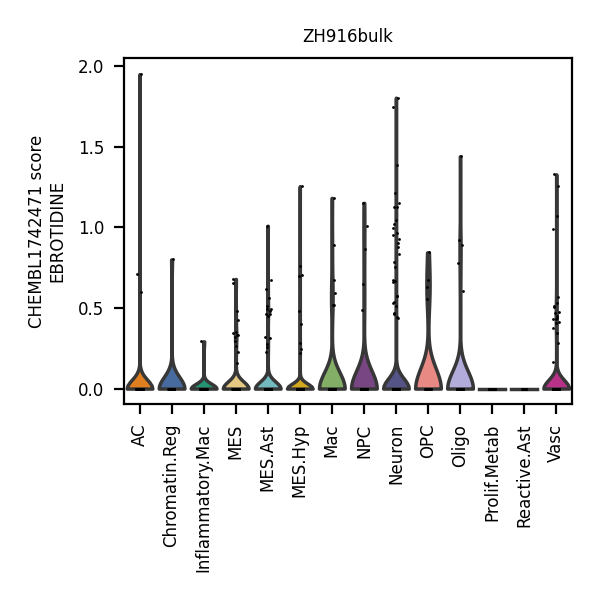 ZH916bulk
CHEMBL1742471 score
EBROTIDINE
2.0
1.5
1.0
0.5
0.0
AC
Chromatin.Reg
Inflammatory.Mac
MES
MES.Ast
MES.Hyp
Mac
NPC
Neuron
OPC
Oligo
Prolif.Metab
Reactive.Ast
Vasc